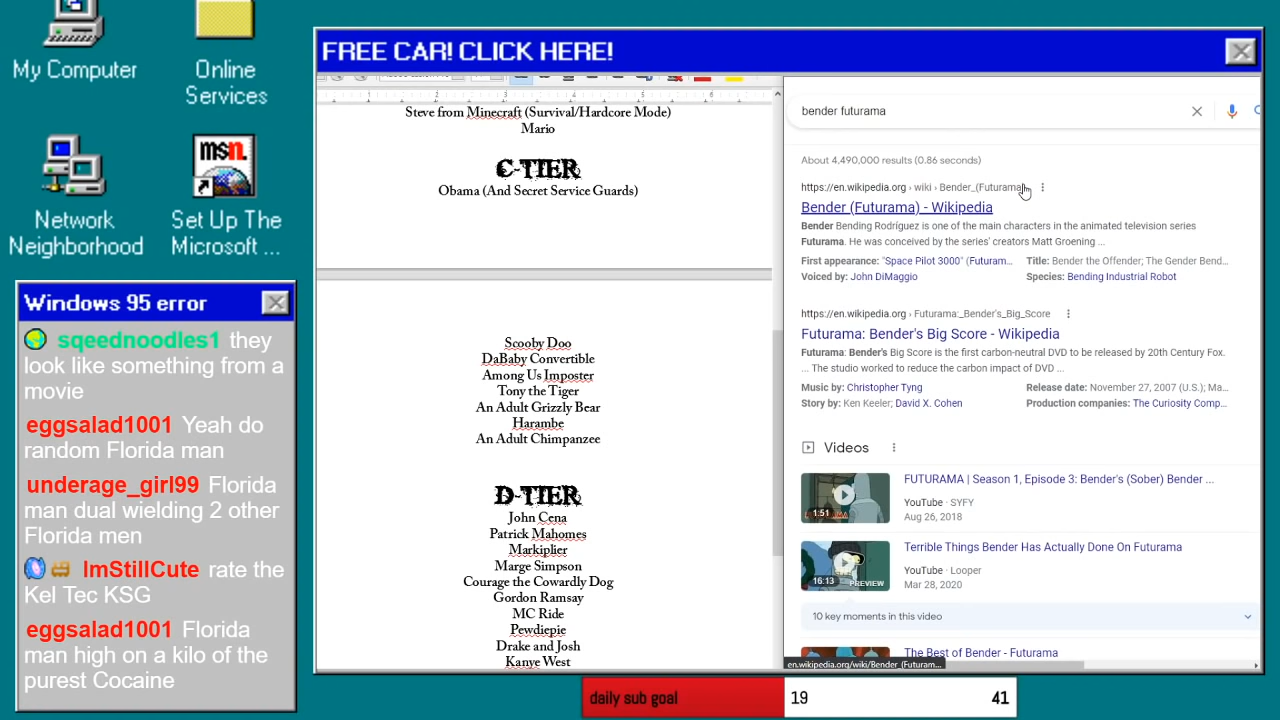 My Computer
Online
Services
Network
Neighborhood
msn.
Set Up The
Microsoft ...
Windows 95 error
sqeednoodles1 they
look like something from a
movie
eggsalad1001 Yeah do
random Florida man
underage_girl99 Florida
man dual wielding 2 other
Florida men
ImStillCute rate the
Kel Tec KSG
eggsalad1001 Florida
man high on a kilo of the
purest Cocaine
FREE CAR! CLICK HERE!
1 2 3 4 5 6
Steve from Minecraft (Survival/Hardcore Mode)
Mario
C-TIER
Obama (And Secret Service Guards)
Scooby Doo
DaBaby Convertible
Among Us Imposter
Tony the Tiger
An Adult Grizzly Bear
Harambe
An Adult Chimpanzee
D-TIER
John Cena
Patrick Mahomes
Markiplier
Marge Simpson
Courage the Cowardly Dog
Gordon Ramsay
MC Ride
Pewdiepie
Drake and Josh
Kanye West
bender futurama
About 4,490,000 results (0.86 seconds)
https://en.wikipedia.org › wiki › Bender_(Futurama)
Bender (Futurama) - Wikipedia
Bender Bending Rodríguez is one of the main characters in the animated television series
Futurama. He was conceived by the series' creators Matt Groening ...
First appearance: "Space Pilot 3000" (Futuram... Title: Bender the Offender; The Gender Bend...
Voiced by: John DiMaggio Species: Bending Industrial Robot
https://en.wikipedia.org › wiki › Futurama:_Bender's_Big_Score
Futurama: Bender's Big Score - Wikipedia
Futurama: Bender's Big Score is the first carbon-neutral DVD to be released by 20th Century Fox.
... The studio worked to reduce the carbon impact of DVD ...
Music by: Christopher Tyng Release date: November 27, 2007 (U.S.); Ma...
Story by: Ken Keeler; David X. Cohen Production companies: The Curiosity Comp...
Videos
FUTURAMA | Season 1, Episode 3: Bender's (Sober) Bender ...
YouTube · SYFY
Aug 26, 2018
1:51
Terrible Things Bender Has Actually Done On Futurama
YouTube · Looper
Mar 28, 2020
16:13 PREVIEW
10 key moments in this video
The Best of Bender - Futurama
en.wikipedia.org/wiki/Bender_(Futuram...
daily sub goal 19 41